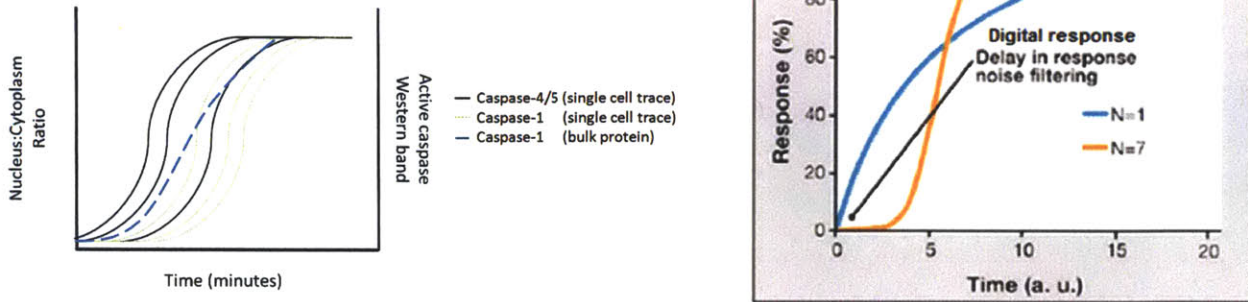 Nucleus:Cytoplasm
Ratio
Time (minutes)
Active caspase
Western band
Caspase-4/5 (single cell trace)
Caspase-1 (single cell trace)
Caspase-1 (bulk protein)
Response (%)
80
60
40
20
0
Digital response
Delay in response
noise filtering
N=1
N=7
0 5 10 15 20
Time (a. u.)